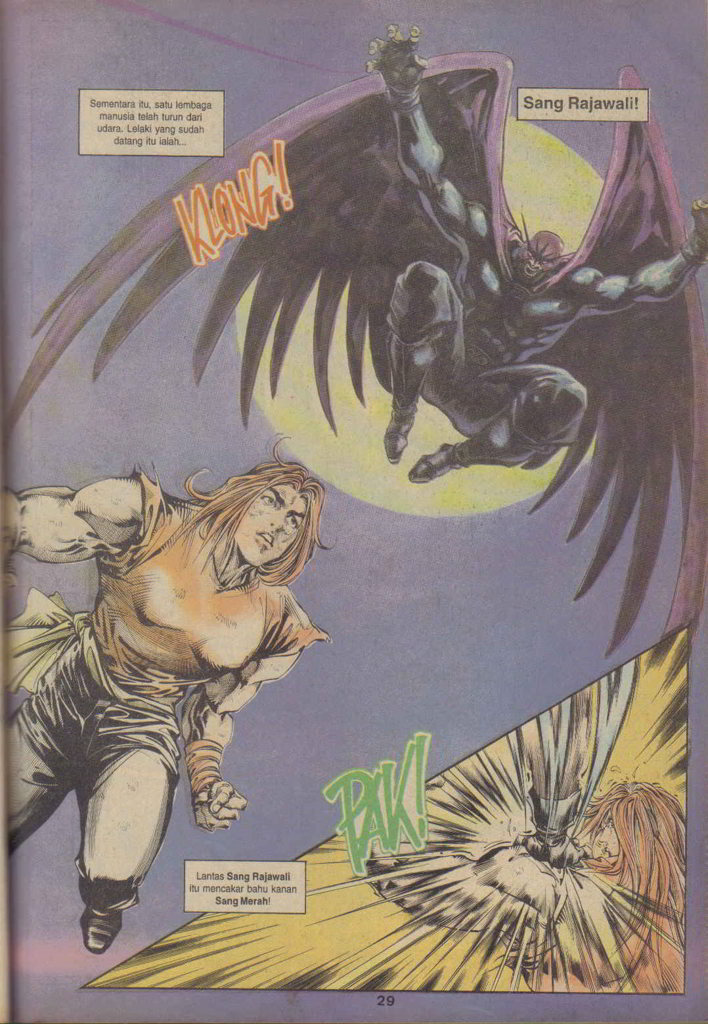 Sementara itu, satu lembaga
manusia telah turun dari
udara. Lelaki yang sudah
datang itu ialah...
Sang Rajawali!
KLONG!
PAK!
Lantas Sang Rajawali
itu mencakar bahu kanan
Sang Merah!
29